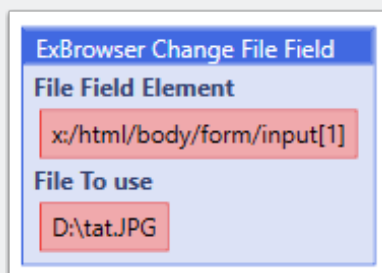 ExBrowser Change File Field
File Field Element
x:/html/body/form/input[1]
File To use
D:\tat.JPG